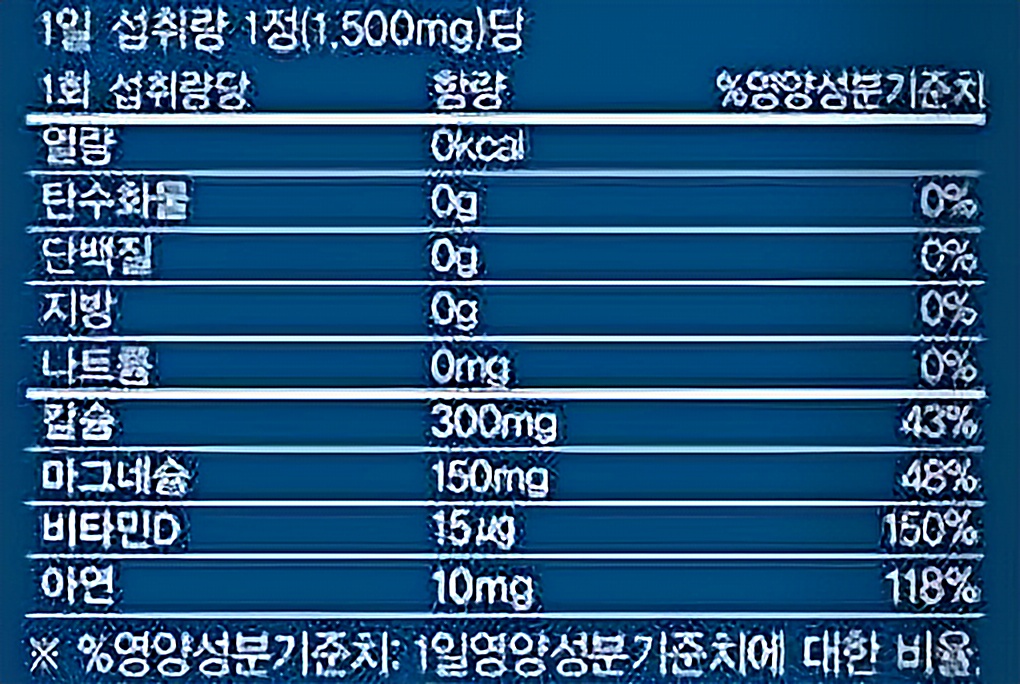 1일 섭취량 1정(1,500mg)당
1회 섭취량당 함량 %영양성분기준치
열량 0kcal
탄수화물 0g 0%
단백질 0g 0%
지방 0g 0%
나트륨 0mg 0%
칼슘 300mg 43%
마그네슘 150mg 48%
비타민D 15㎍ 150%
아연 10mg 118%
※ %영양성분기준치: 1일영양성분기준치에 대한 비율